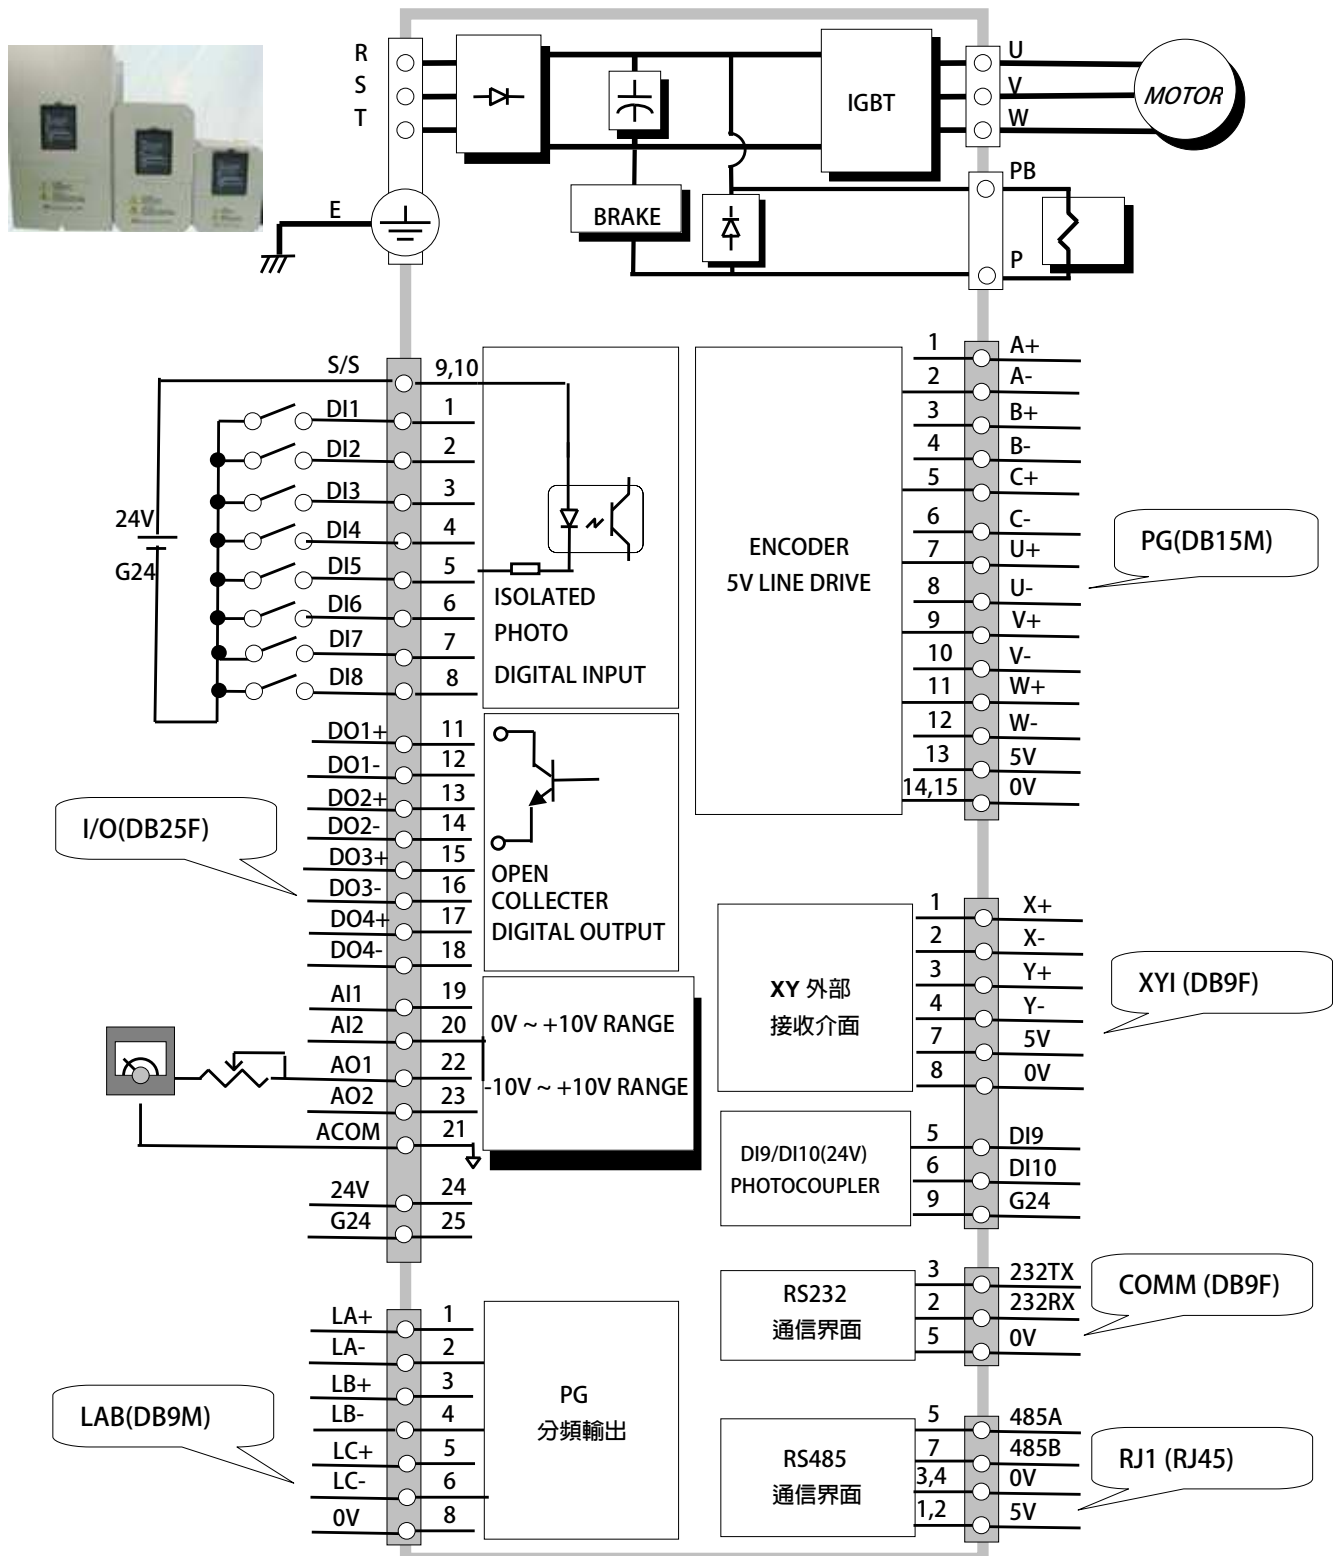 R
S
T
E
IGBT
BRAKE
U
V
W
MOTOR
PB
P
S/S 9,10
DI1 1
DI2 2
DI3 3
DI4 4
DI5 5
DI6 6
DI7 7
DI8 8
24V
G24
ISOLATED
PHOTO
DIGITAL INPUT
DO1+ 11
DO1- 12
DO2+ 13
DO2- 14
DO3+ 15
DO3- 16
DO4+ 17
DO4- 18
I/O(DB25F)
OPEN
COLLECTER
DIGITAL OUTPUT
AI1 19
AI2 20
AO1 22
AO2 23
ACOM 21
0V ~ +10V RANGE
-10V ~ +10V RANGE
24V 24
G24 25
LA+ 1
LA- 2
LB+ 3
LB- 4
LC+ 5
LC- 6
0V 8
LAB(DB9M)
PG
分頻輸出
ENCODER
5V LINE DRIVE
1 A+
2 A-
3 B+
4 B-
5 C+
6 C-
7 U+
8 U-
9 V+
10 V-
11 W+
12 W-
13 5V
14,15 0V
PG(DB15M)
XY 外部
接收介面
1 X+
2 X-
3 Y+
4 Y-
7 5V
8 0V
XYI (DB9F)
DI9/DI10(24V)
PHOTOCOUPLER
5 DI9
6 DI10
9 G24
RS232
通信界面
3 232TX
2 232RX
5 0V
COMM (DB9F)
RS485
通信界面
5 485A
7 485B
3,4 0V
1,2 5V
RJ1 (RJ45)